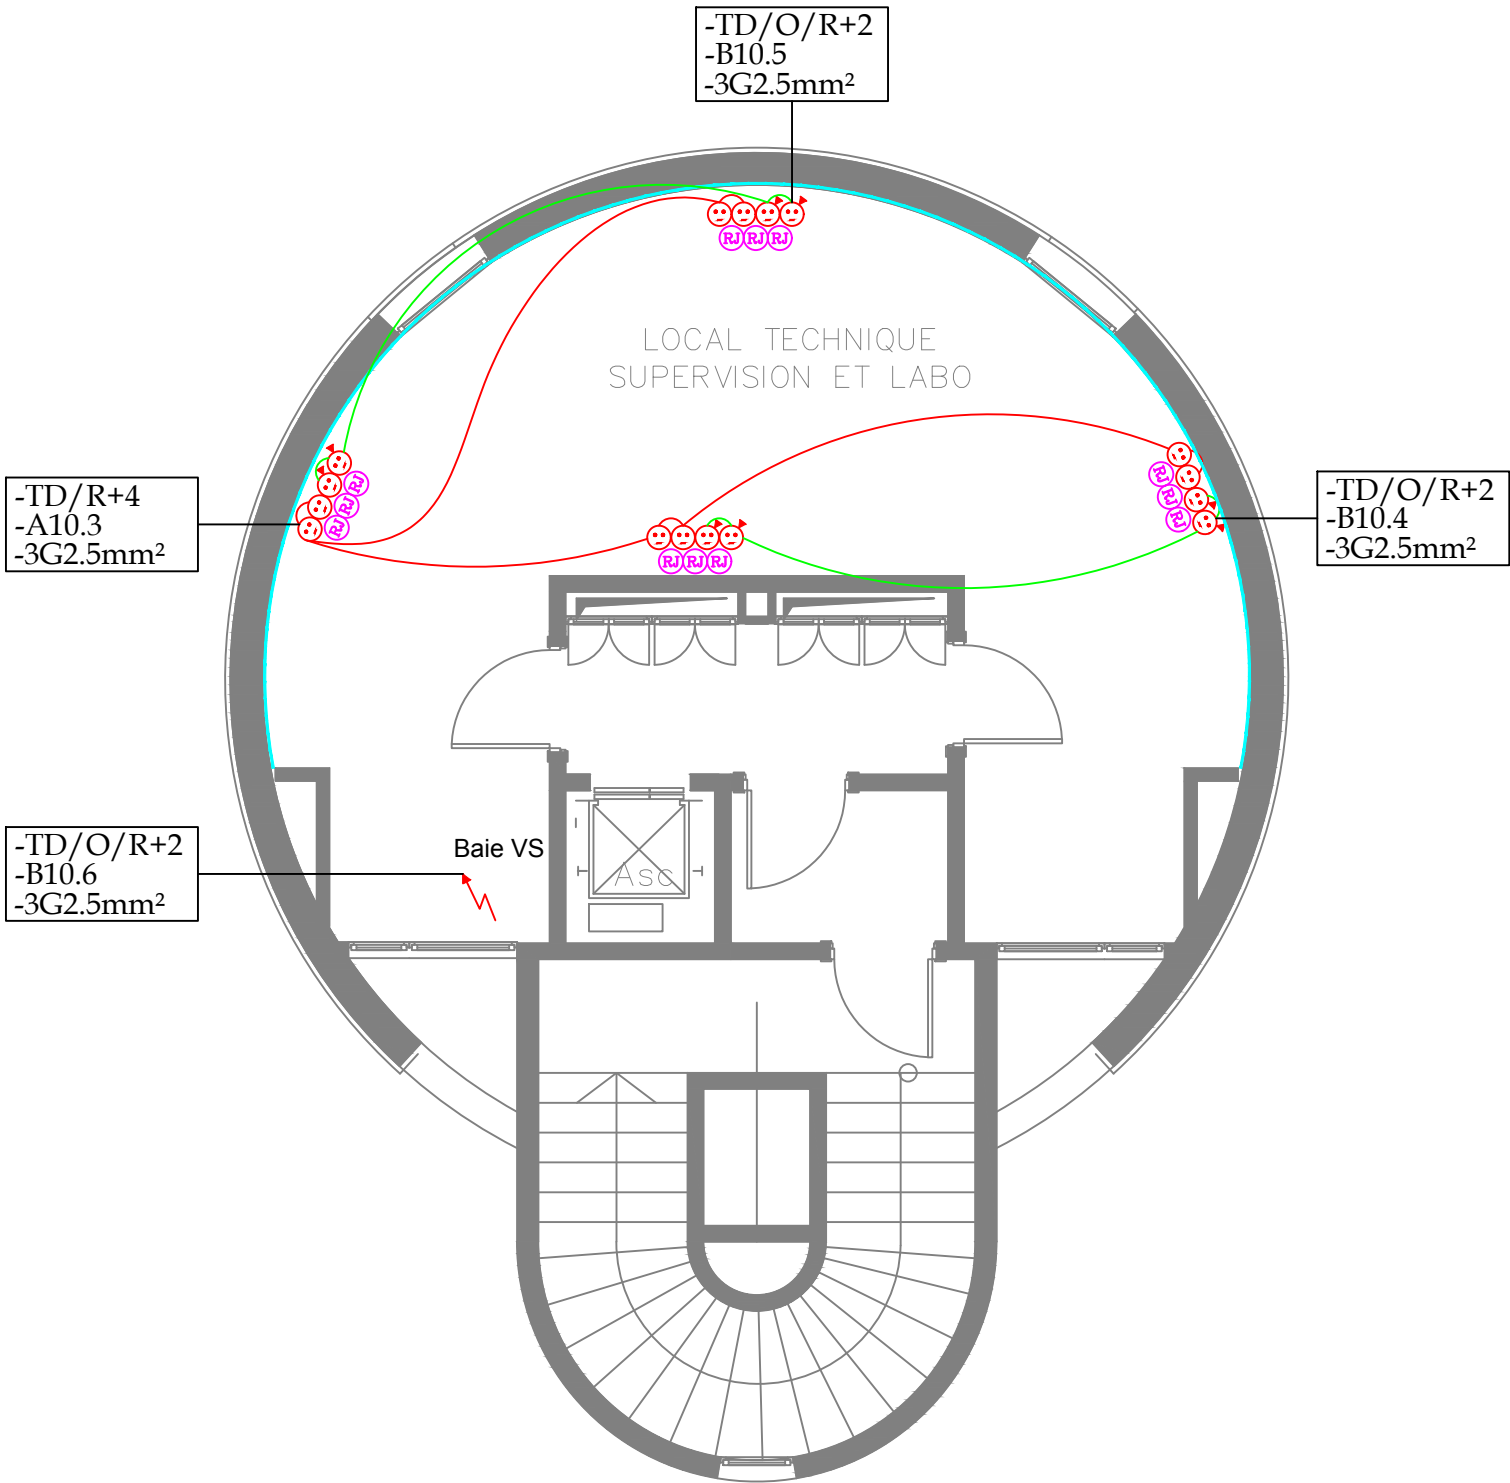 -TD/O/R+2
-B10.5
-3G2.5mm²
RJ RJ RJ
LOCAL TECHNIQUE
SUPERVISION ET LABO
-TD/R+4
-A10.3
-3G2.5mm²
RJ
RJ
RJ
RJ
RJ
RJ
-TD/O/R+2
-B10.4
-3G2.5mm²
RJ RJ RJ
-TD/O/R+2
-B10.6
-3G2.5mm²
Baie VS
Asc